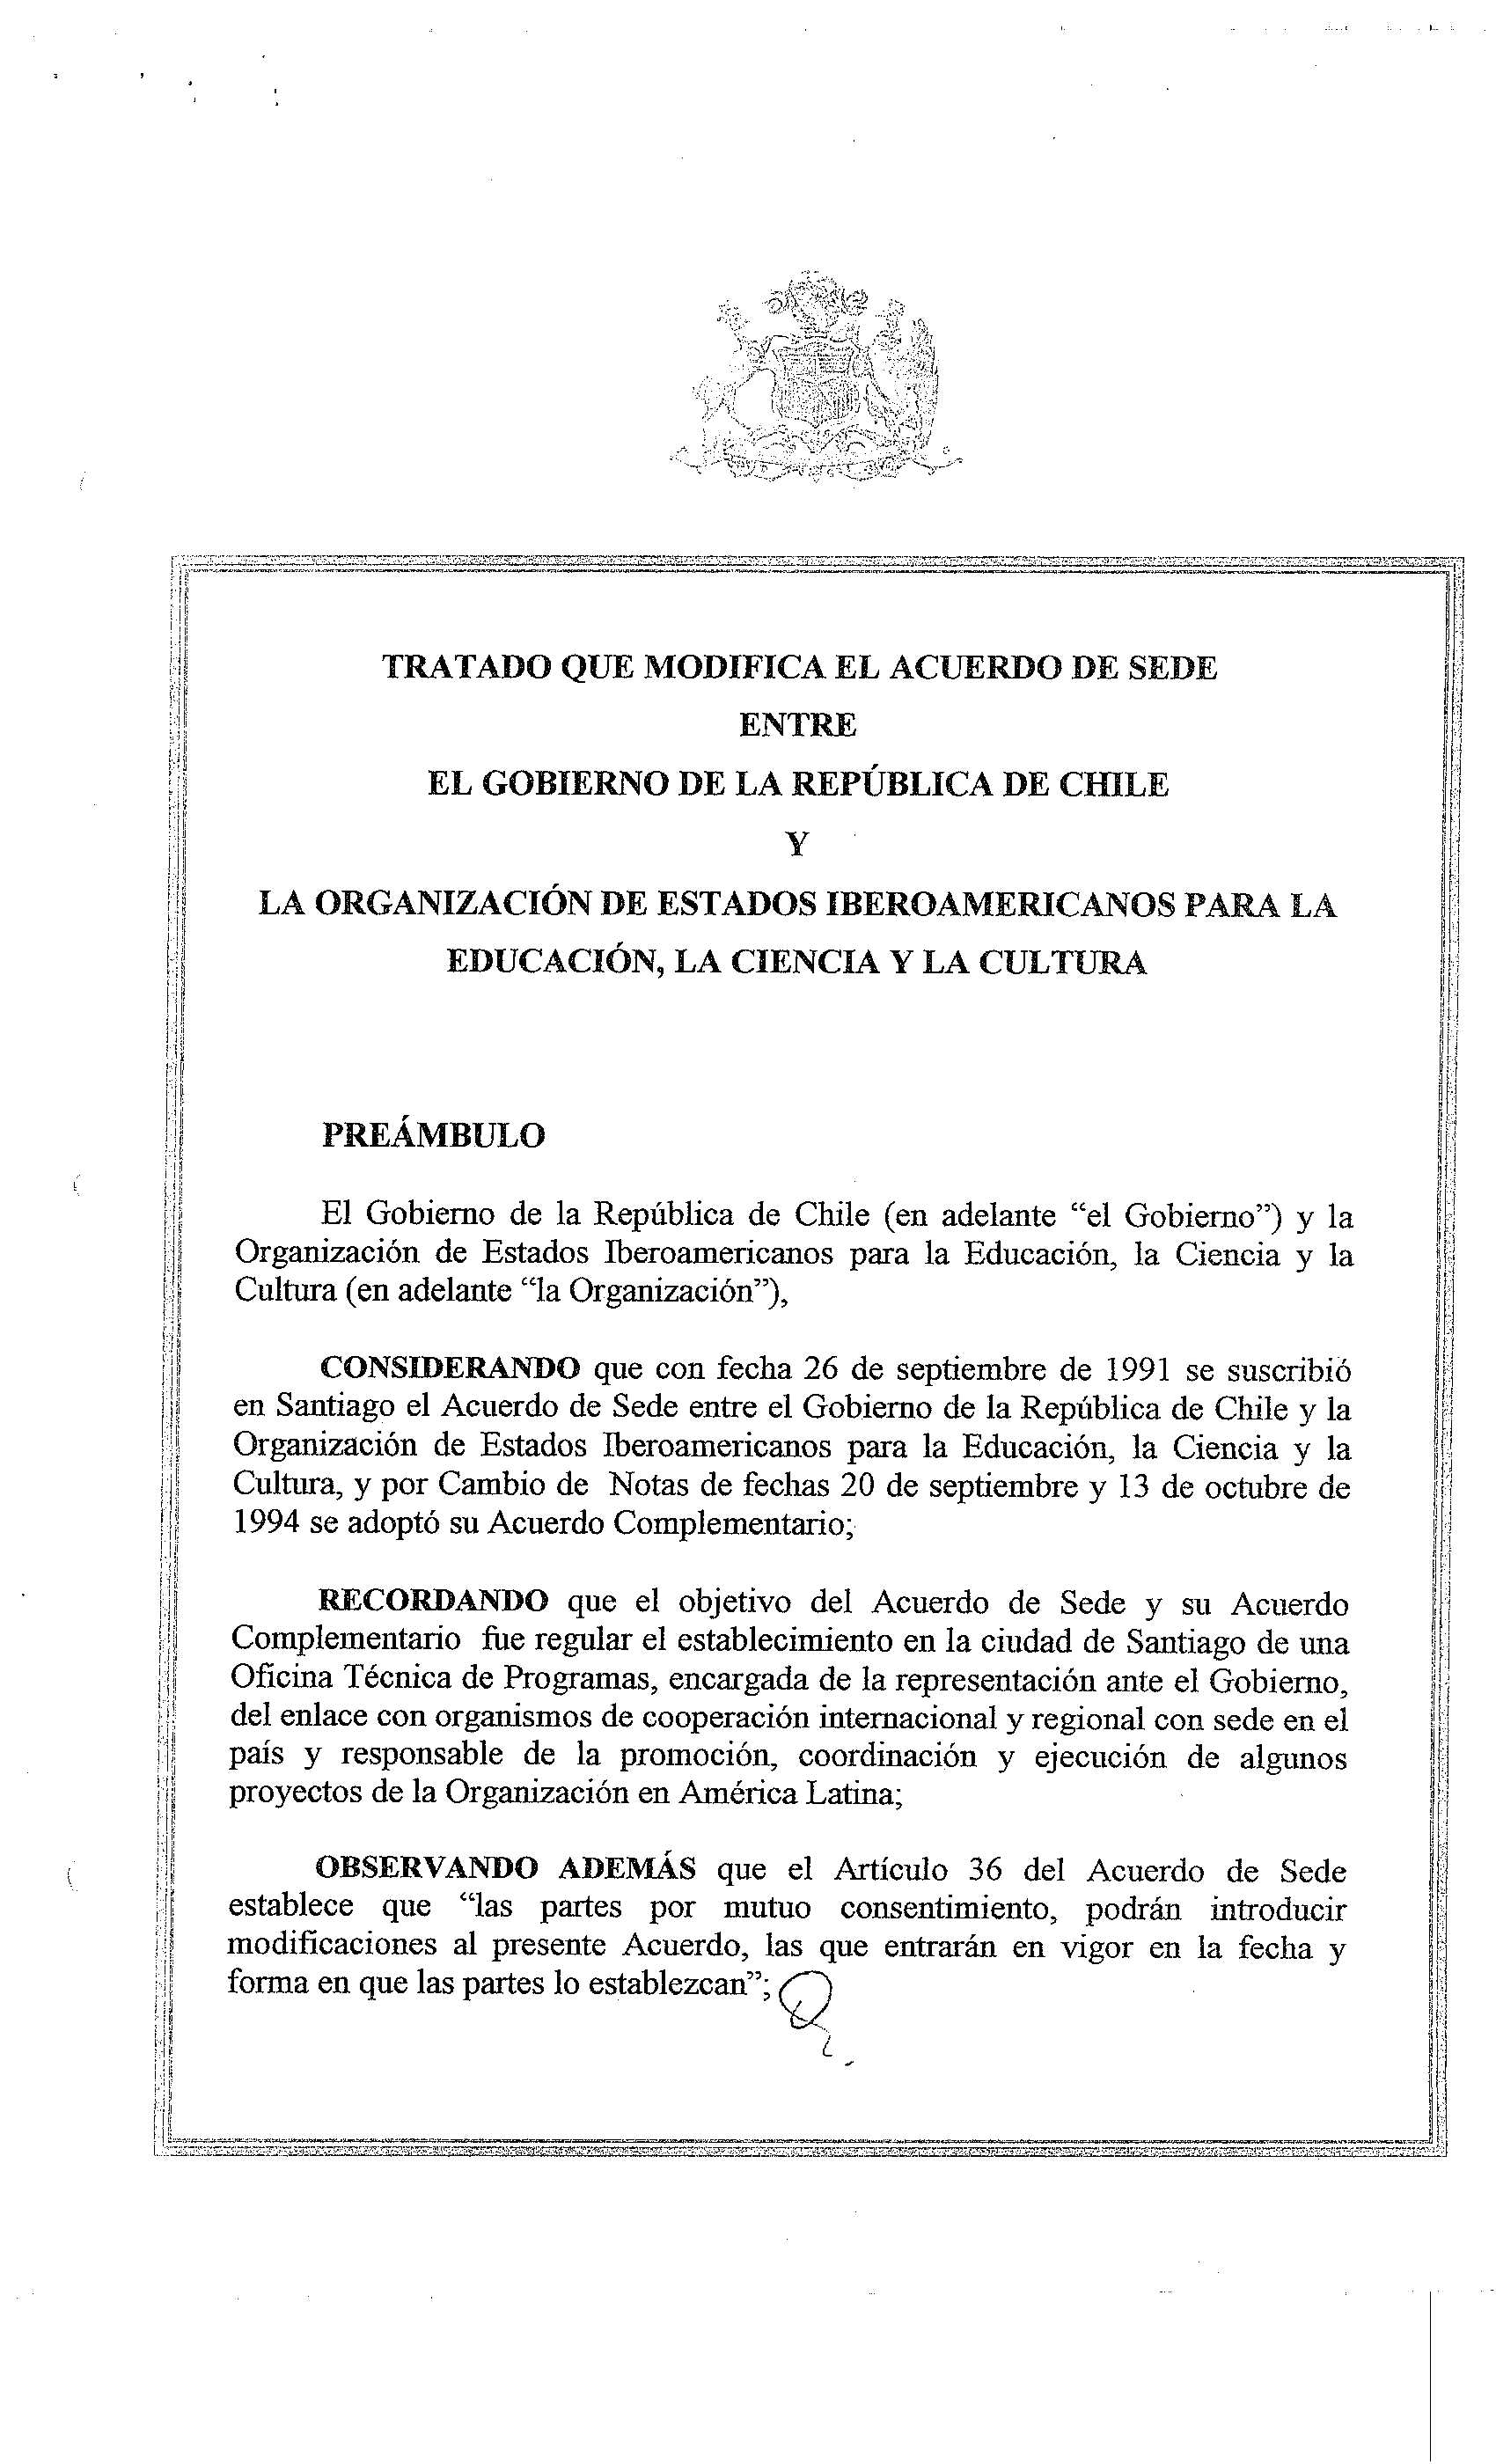 TRATADO QUE MODIFICA EL ACUERDO DE SEDE
ENTRE
EL GOBIERNO DE LA REPÚBLICA DE CHILE
Y
LA ORGANIZACIÓN DE ESTADOS IBEROAMERICANOS PARA LA
EDUCACIÓN, LA CIENCIA Y LA CULTURA
PREÁMBULO
El Gobierno de la República de Chile (en adelante “el Gobierno”) y la
Organización de Estados Iberoamericanos para la Educación, la Ciencia y la
Cultura (en adelante “la Organización”),
CONSIDERANDO que con fecha 26 de septiembre de 1991 se suscribió
en Santiago el Acuerdo de Sede entre el Gobierno de la República de Chile y la
Organización de Estados Iberoamericanos para la Educación, la Ciencia y la
Cultura, y por Cambio de Notas de fechas 20 de septiembre y 13 de octubre de
1994 se adoptó su Acuerdo Complementario;
RECORDANDO que el objetivo del Acuerdo de Sede y su Acuerdo
Complementario fue regular el establecimiento en la ciudad de Santiago de una
Oficina Técnica de Programas, encargada de la representación ante el Gobierno,
del enlace con organismos de cooperación internacional y regional con sede en el
país y responsable de la promoción, coordinación y ejecución de algunos
proyectos de la Organización en América Latina;
OBSERVANDO ADEMÁS que el Artículo 36 del Acuerdo de Sede
establece que “las partes por mutuo consentimiento, podrán introducir
modificaciones al presente Acuerdo, las que entrarán en vigor en la fecha y
forma en que las partes lo establezcan”;